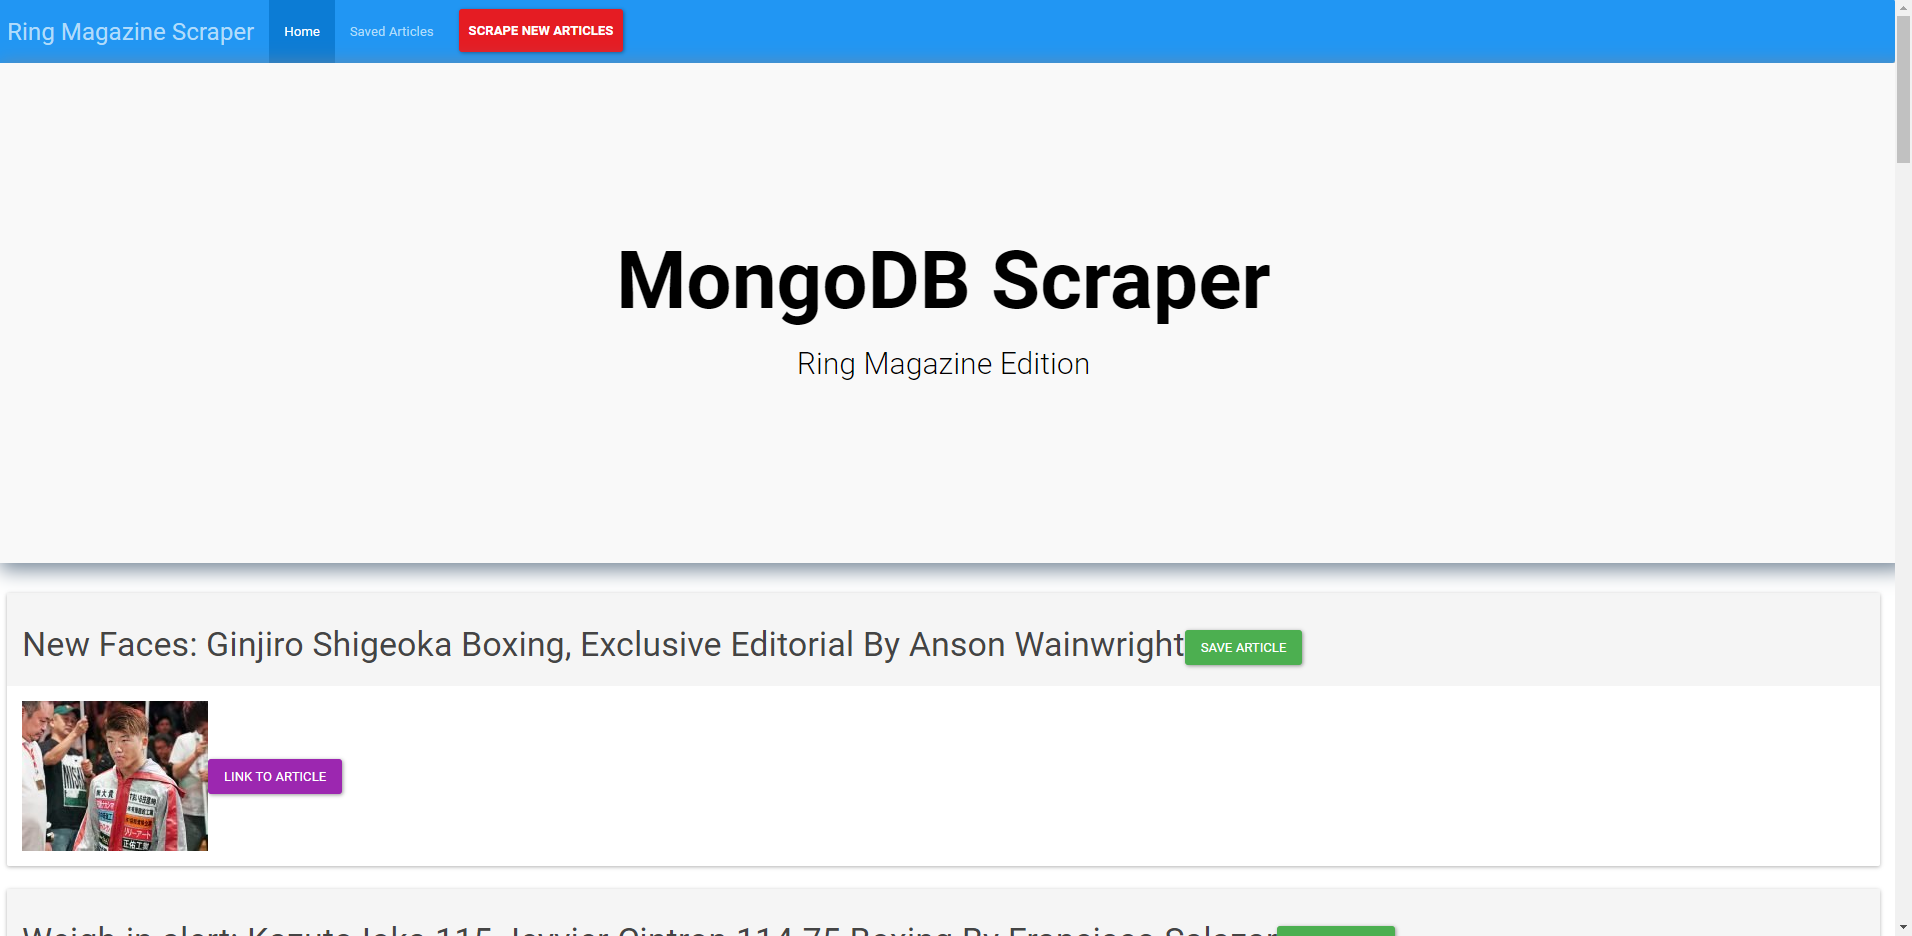 Ring Magazine Scraper Home Saved Articles SCRAPE NEW ARTICLES
MongoDB Scraper
Ring Magazine Edition
New Faces: Ginjiro Shigeoka Boxing, Exclusive Editorial By Anson Wainwright SAVE ARTICLE
LINK TO ARTICLE
Weigh-in alert: Kazuto Ioka 115, Jeyvier Cintron 114.75 Boxing By Francisco Salazar